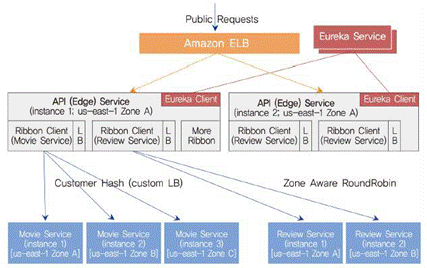 Public Requests
Amazon ELB
Eureka Service
Eureka Client
Eureka Client
API (Edge) Service
(instance 1: us-east-1 Zone A)
API (Edge) Service
(instance 2: us-east-1 Zone A)
Ribbon Client
(Movie Service)
L
B
Ribbon Client
(Review Service)
L
B
More
Ribbon
Ribbon Client
(Review Service)
L
B
Ribbon Client
(Review Service)
L
B
Customer Hash (custom LB)
Zone Aware RoundRobin
Movie Service
(instance 1)
[us-east-1 Zone A]
Movie Service
(instance 2)
[us-east-1 Zone B]
Movie Service
(instance 3)
[us-east-1 Zone C]
Review Service
(instance 1)
[us-east-1 Zone A]
Review Service
(instance 2)
[us-east-1 Zone B]